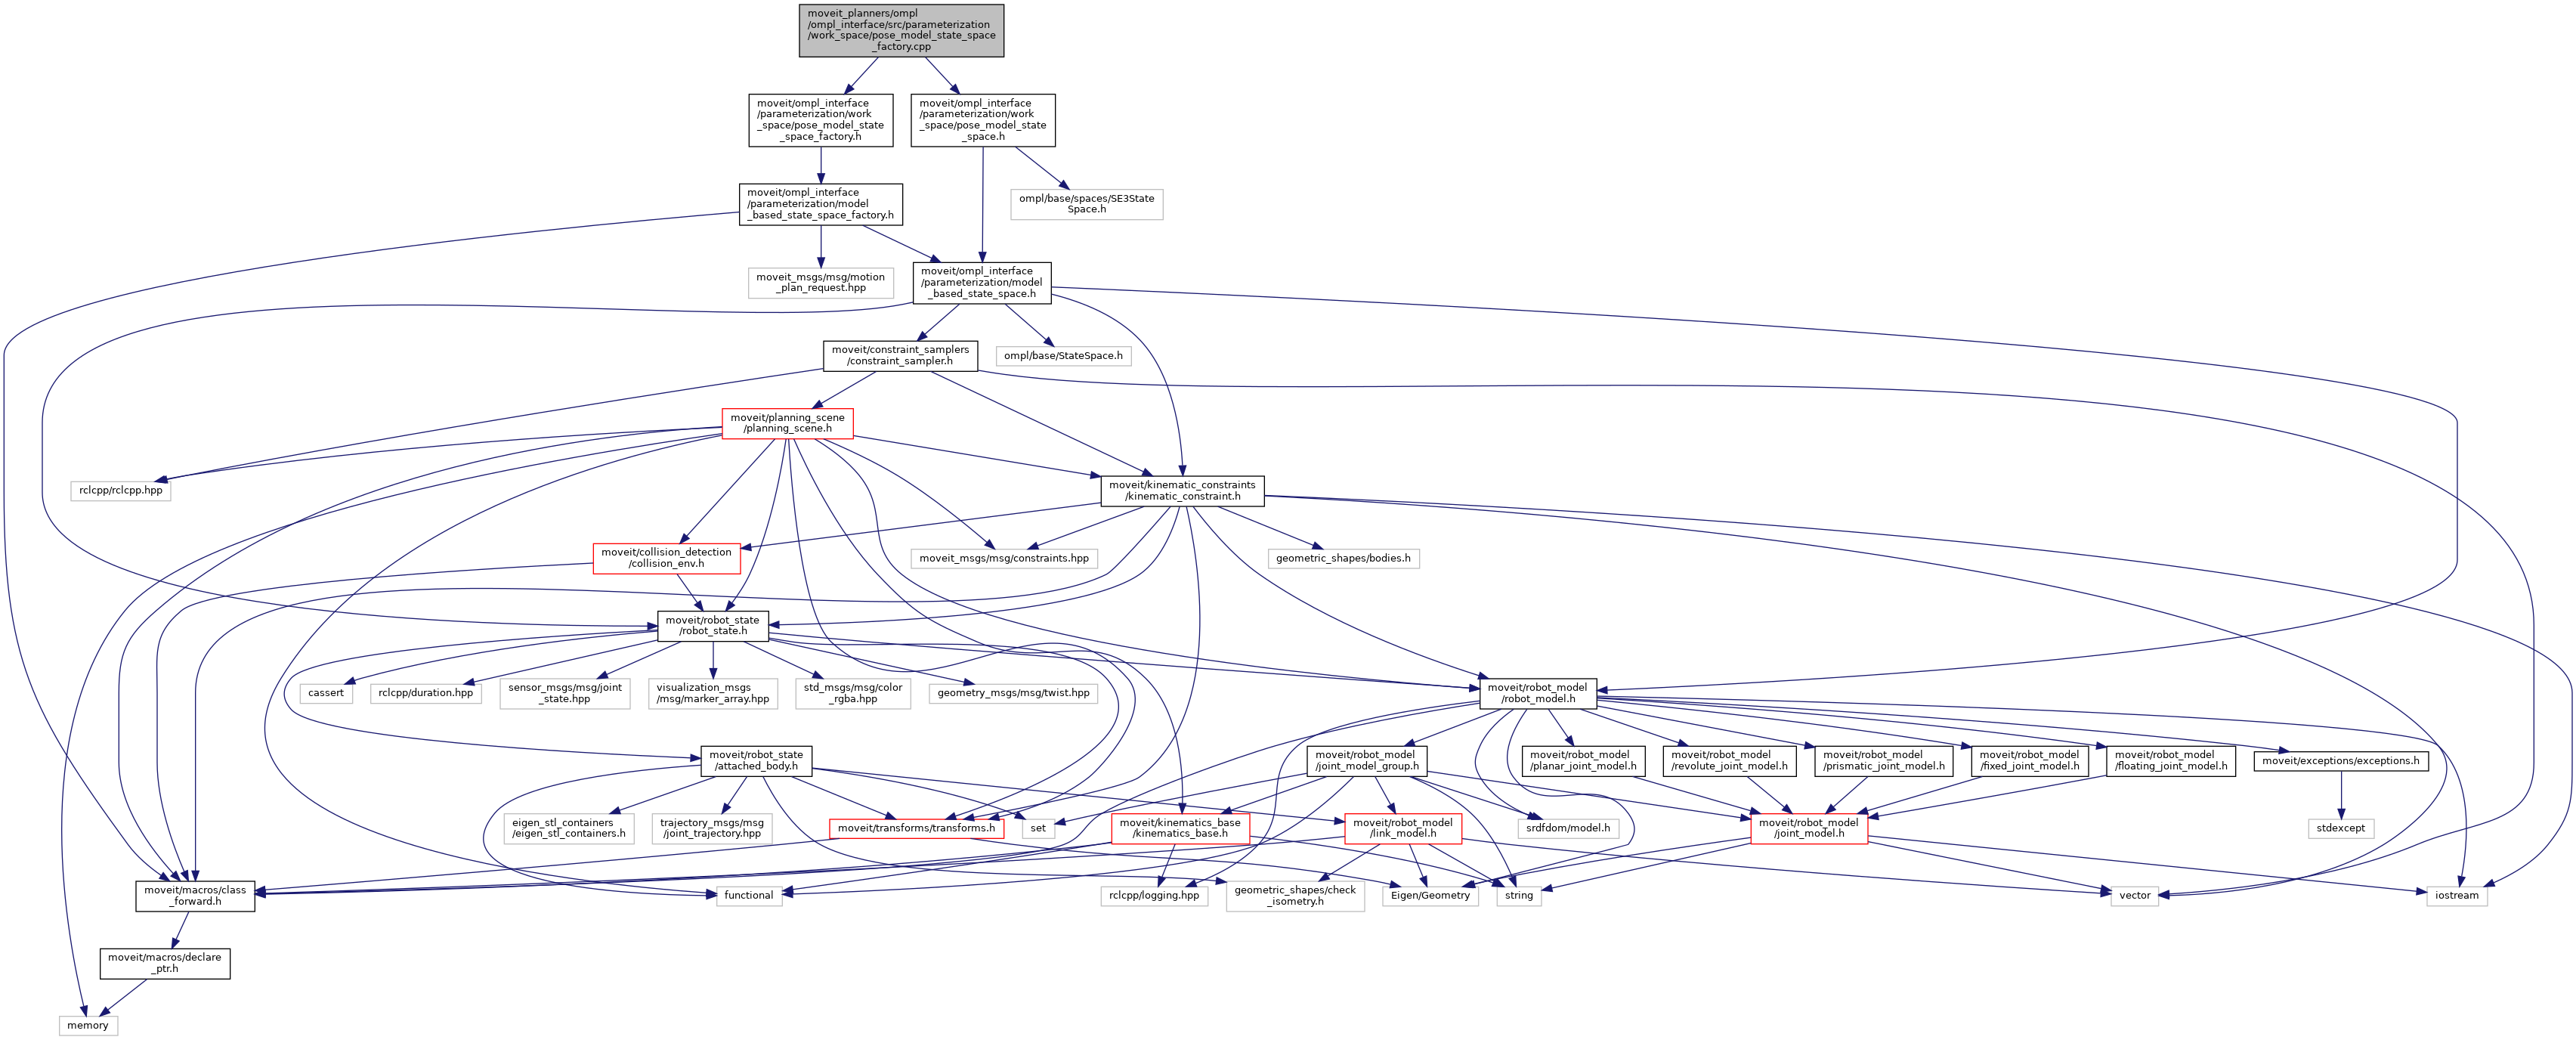 moveit_planners/ompl
/ompl_interface/src/parameterization
/work_space/pose_model_state_space
_factory.cpp
moveit/ompl_interface
/parameterization/work
_space/pose_model_state
_space_factory.h
moveit/ompl_interface
/parameterization/work
_space/pose_model_state
_space.h
moveit/ompl_interface
/parameterization/model
_based_state_space_factory.h
ompl/base/spaces/SE3State
Space.h
moveit_msgs/msg/motion
_plan_request.hpp
moveit/ompl_interface
/parameterization/model
_based_state_space.h
moveit/constraint_samplers
/constraint_sampler.h
ompl/base/StateSpace.h
moveit/planning_scene
/planning_scene.h
rclcpp/rclcpp.hpp
moveit/kinematic_constraints
/kinematic_constraint.h
moveit/collision_detection
/collision_env.h
moveit_msgs/msg/constraints.hpp
geometric_shapes/bodies.h
moveit/robot_state
/robot_state.h
cassert
rclcpp/duration.hpp
sensor_msgs/msg/joint
_state.hpp
visualization_msgs
/msg/marker_array.hpp
std_msgs/msg/color
_rgba.hpp
geometry_msgs/msg/twist.hpp
moveit/robot_model
/robot_model.h
moveit/robot_state
/attached_body.h
moveit/robot_model
/joint_model_group.h
moveit/robot_model
/planar_joint_model.h
moveit/robot_model
/revolute_joint_model.h
moveit/robot_model
/prismatic_joint_model.h
moveit/robot_model
/fixed_joint_model.h
moveit/robot_model
/floating_joint_model.h
moveit/exceptions/exceptions.h
eigen_stl_containers
/eigen_stl_containers.h
trajectory_msgs/msg
/joint_trajectory.hpp
moveit/transforms/transforms.h
set
moveit/kinematics_base
/kinematics_base.h
moveit/robot_model
/link_model.h
srdfdom/model.h
moveit/robot_model
/joint_model.h
stdexcept
moveit/macros/class
_forward.h
functional
rclcpp/logging.hpp
geometric_shapes/check
_isometry.h
Eigen/Geometry
string
vector
iostream
moveit/macros/declare
_ptr.h
memory